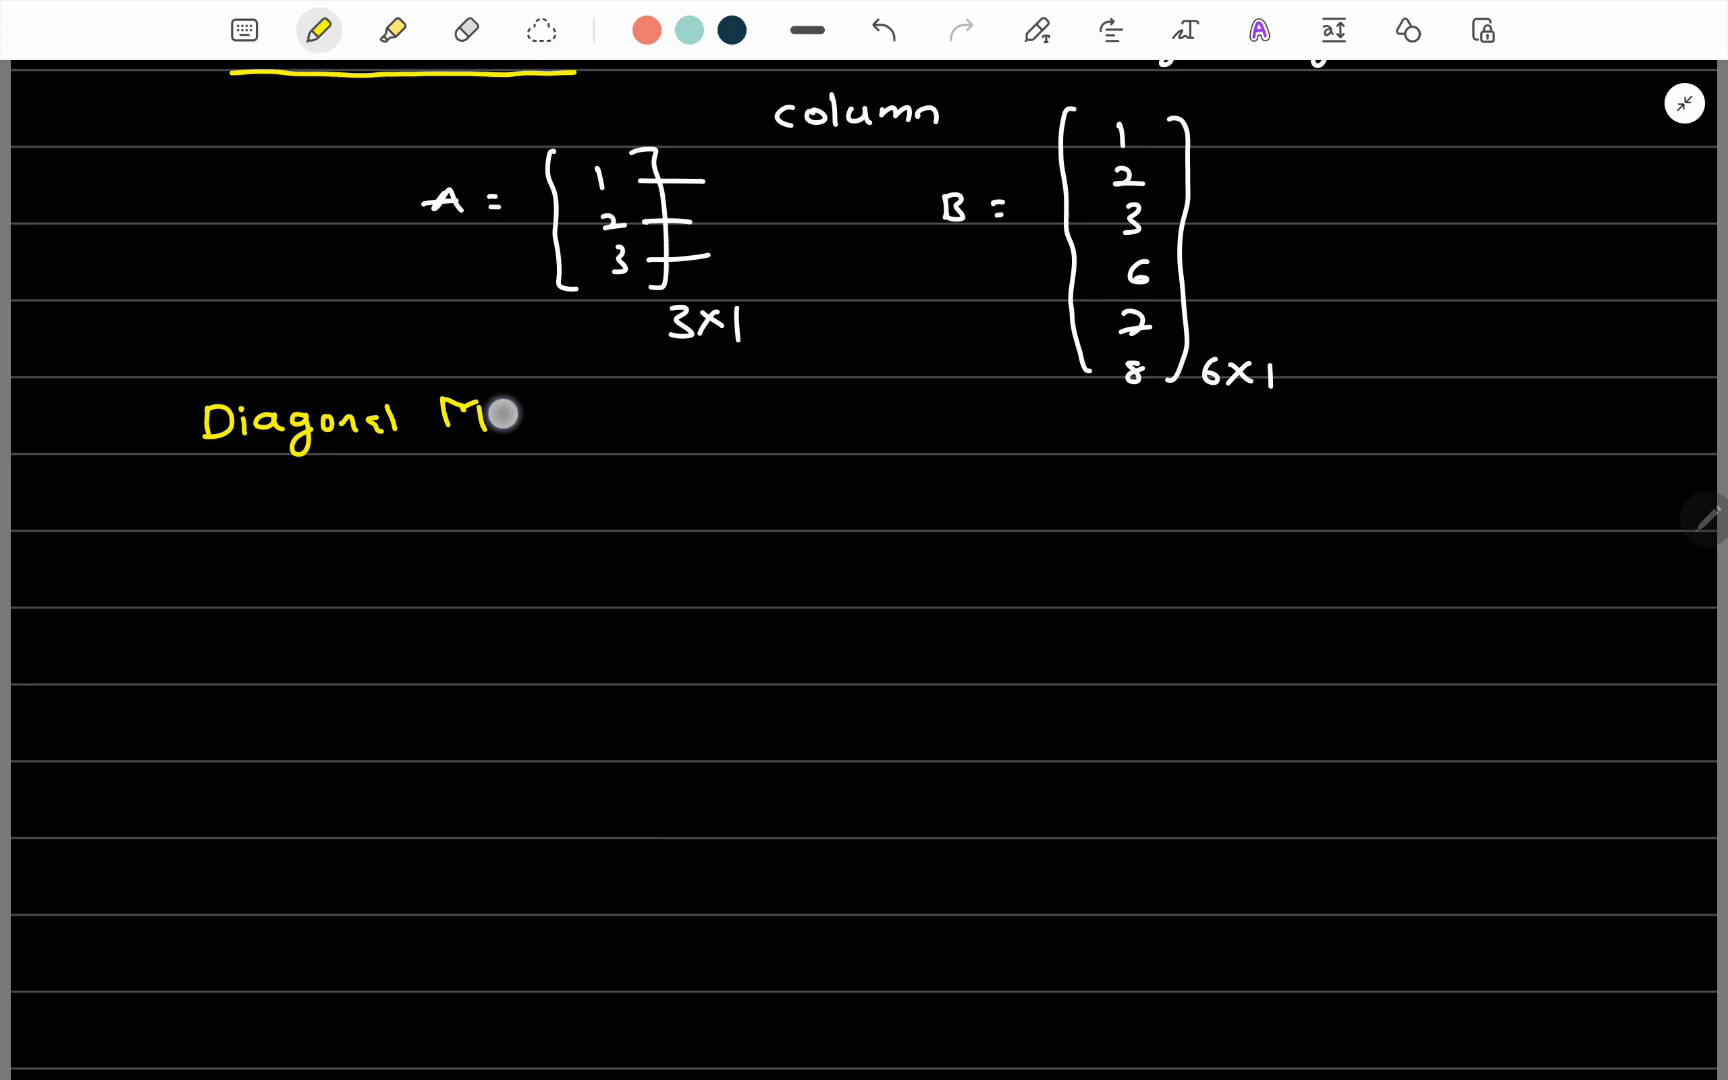 column
A = [ 1
2
3 ] 3×1
B = [ 1
2
3
6
2
8 ] 6×1
Diagonal M